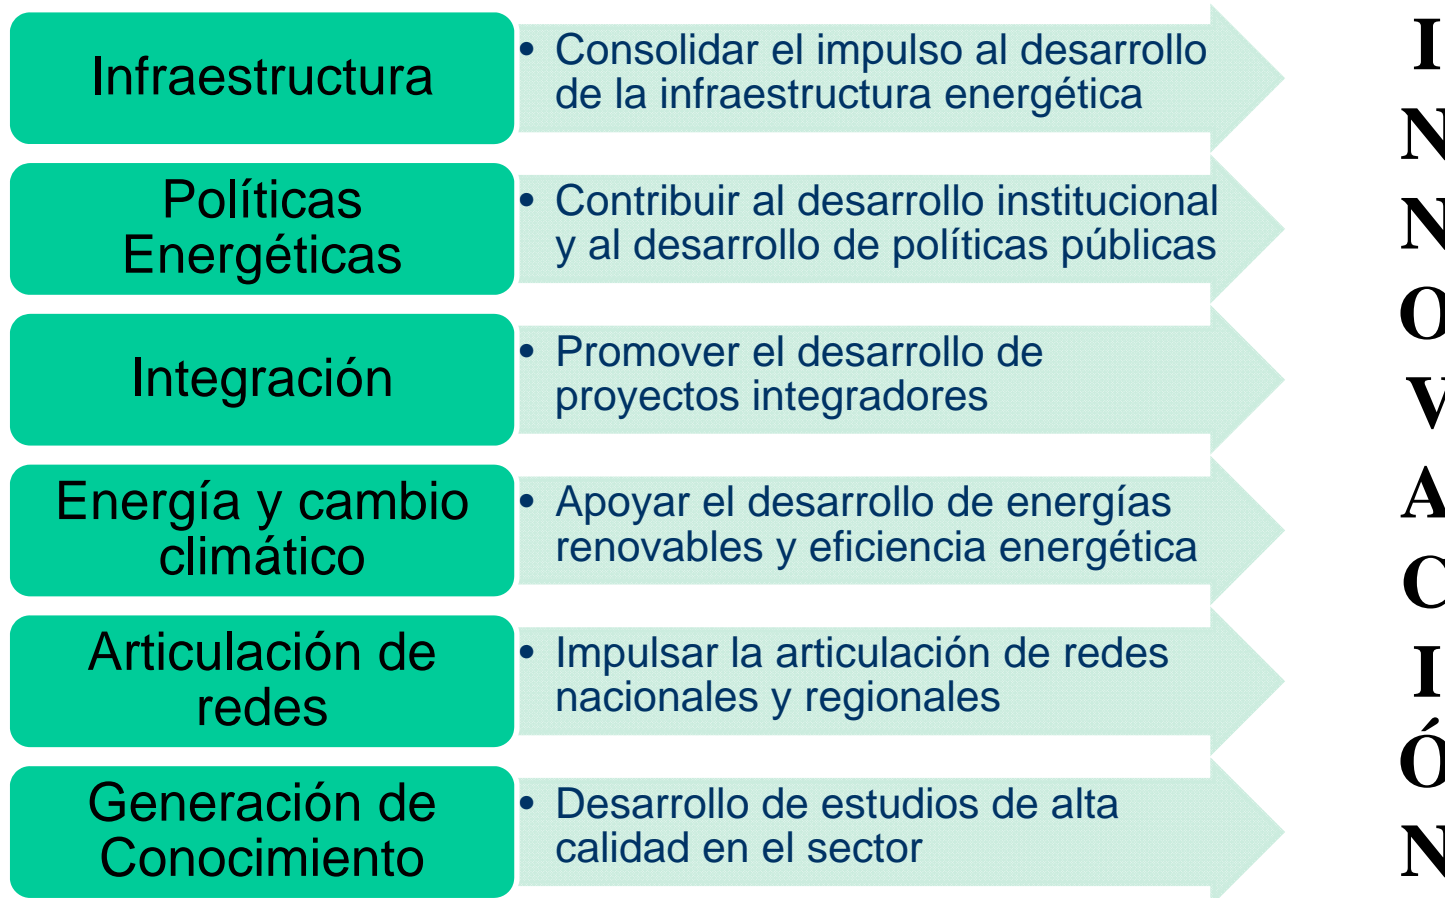 Infraestructura
• Consolidar el impulso al desarrollo
de la infraestructura energética
Políticas
Energéticas
• Contribuir al desarrollo institucional
y al desarrollo de políticas públicas
Integración
• Promover el desarrollo de
proyectos integradores
Energía y cambio
climático
• Apoyar el desarrollo de energías
renovables y eficiencia energética
Articulación de
redes
• Impulsar la articulación de redes
nacionales y regionales
Generación de
Conocimiento
• Desarrollo de estudios de alta
calidad en el sector
I
N
N
O
V
A
C
I
Ó
N